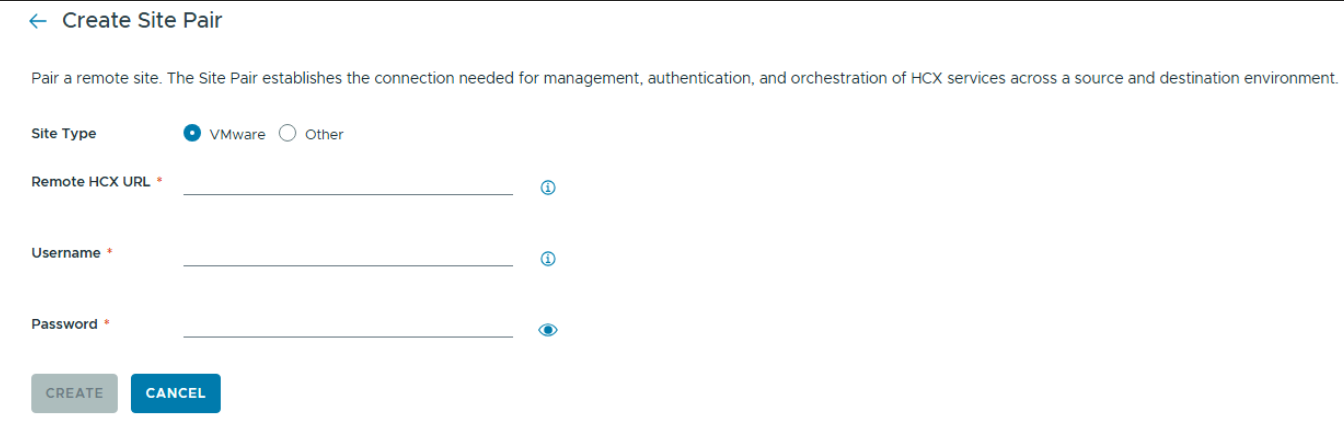 Create Site Pair
Pair a remote site. The Site Pair establishes the connection needed for management, authentication, and orchestration of HCX services across a source and destination environment.
Site Type VMware Other
Remote HCX URL *
Username *
Password *
CREATE CANCEL